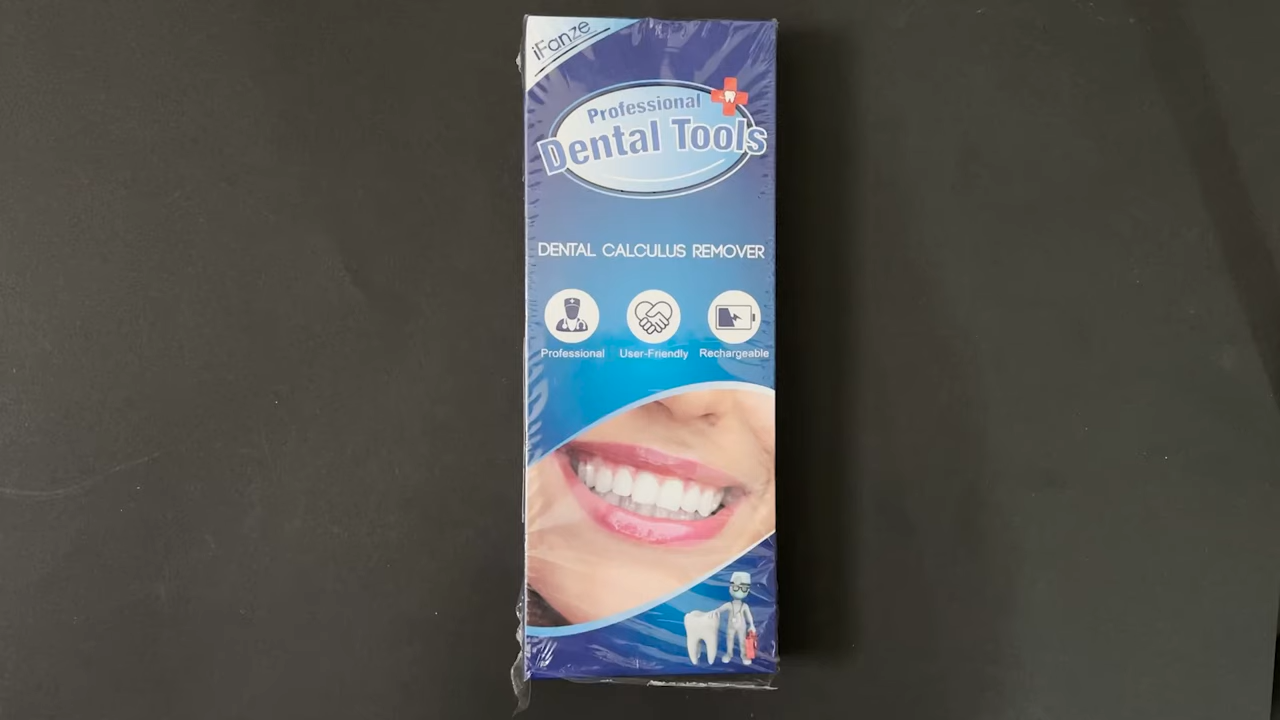 iFanze
Professional
Dental Tools
DENTAL CALCULUS REMOVER
Professional User-Friendly Rechargeable